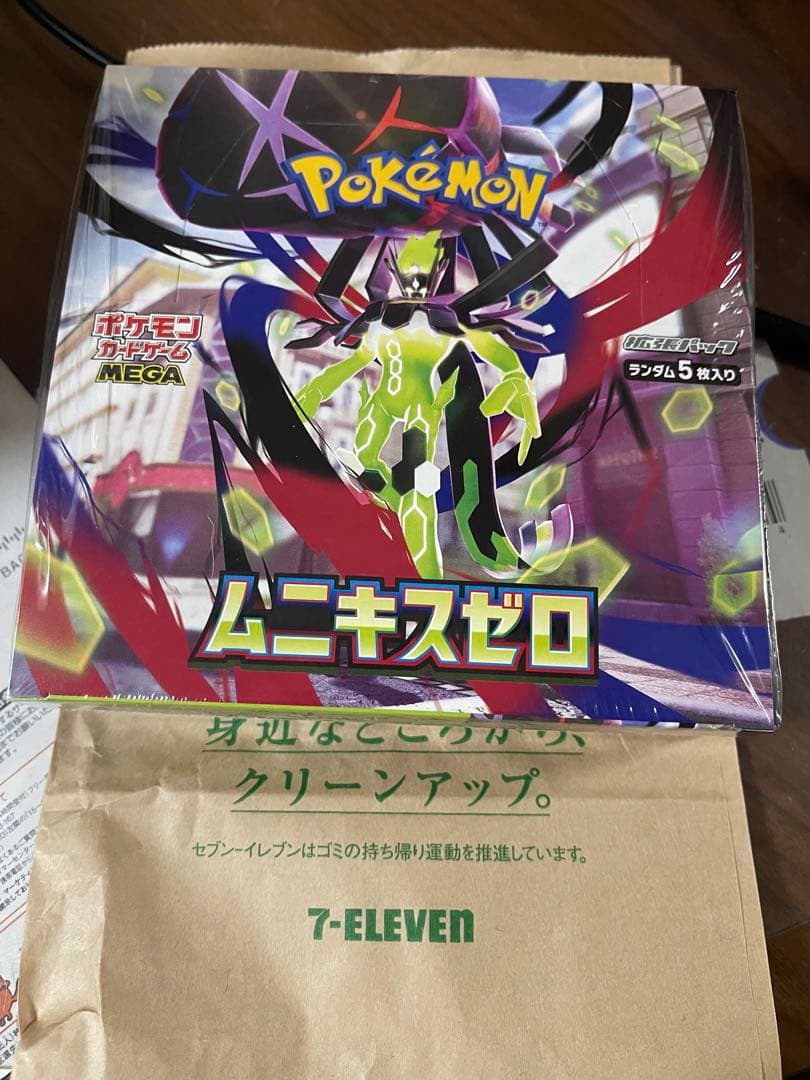 POKÉMON
ポケモン
カードゲーム
MEGA
拡張パック
ランダム5枚入り
ムニキスゼロ
身近なところから、
クリーンアップ。
セブン-イレブンはゴミの持ち帰り運動を推進しています。
7-ELEVEN